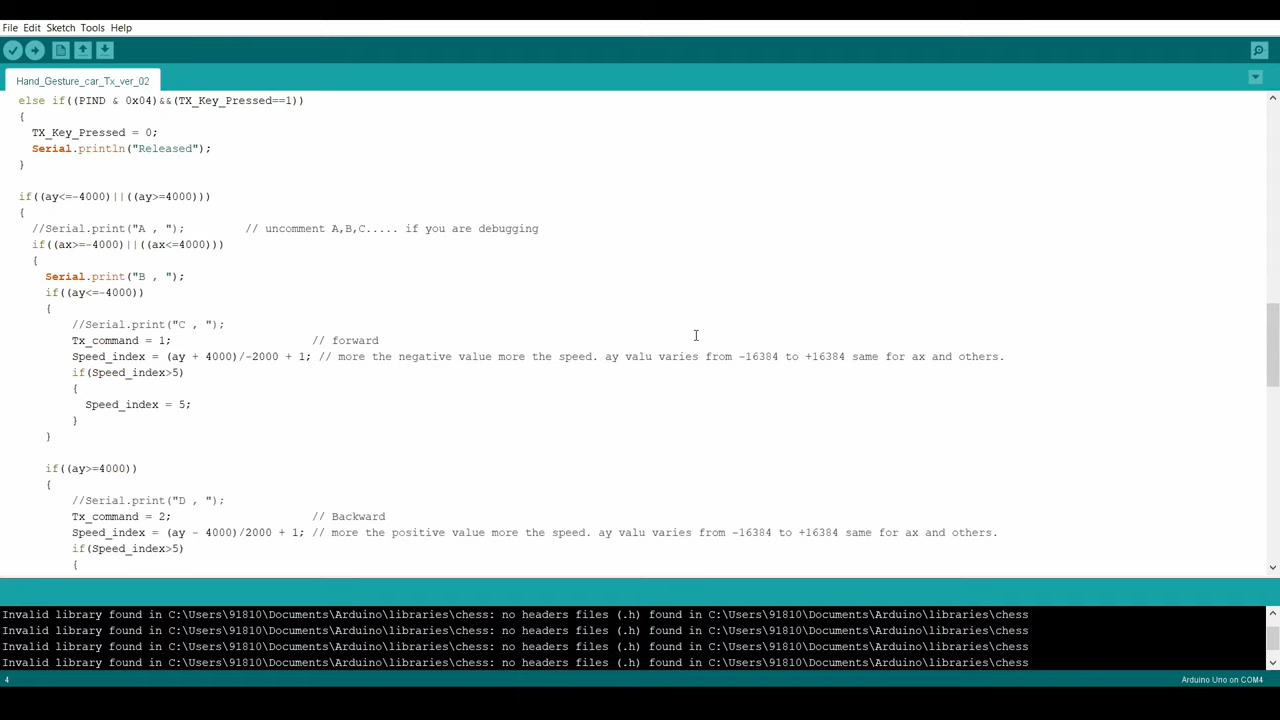 File Edit Sketch Tools Help
Hand_Gesture_car_Tx_ver_02
else if((PIND & 0x04)&&(TX_Key_Pressed==1))
{
TX_Key_Pressed = 0;
Serial.println("Released");
}
if((ay<=-4000)||((ay>=4000)))
{
//Serial.print("A , "); // uncomment A,B,C..... if you are debugging
if((ax>=-4000)||((ax<=4000)))
{
Serial.print("B , ");
if((ay<=-4000))
{
//Serial.print("C , ");
Tx_command = 1; // forward
Speed_index = (ay + 4000)/-2000 + 1; // more the negative value more the speed. ay valu varies from -16384 to +16384 same for ax and others.
if(Speed_index>5)
{
Speed_index = 5;
}
}
if((ay>=4000))
{
//Serial.print("D , ");
Tx_command = 2; // Backward
Speed_index = (ay - 4000)/2000 + 1; // more the positive value more the speed. ay valu varies from -16384 to +16384 same for ax and others.
if(Speed_index>5)
{
Invalid library found in C:\Users\91810\Documents\Arduino\libraries\chess: no headers files (.h) found in C:\Users\91810\Documents\Arduino\libraries\chess
Invalid library found in C:\Users\91810\Documents\Arduino\libraries\chess: no headers files (.h) found in C:\Users\91810\Documents\Arduino\libraries\chess
Invalid library found in C:\Users\91810\Documents\Arduino\libraries\chess: no headers files (.h) found in C:\Users\91810\Documents\Arduino\libraries\chess
Invalid library found in C:\Users\91810\Documents\Arduino\libraries\chess: no headers files (.h) found in C:\Users\91810\Documents\Arduino\libraries\chess
4 Arduino Uno on COM4